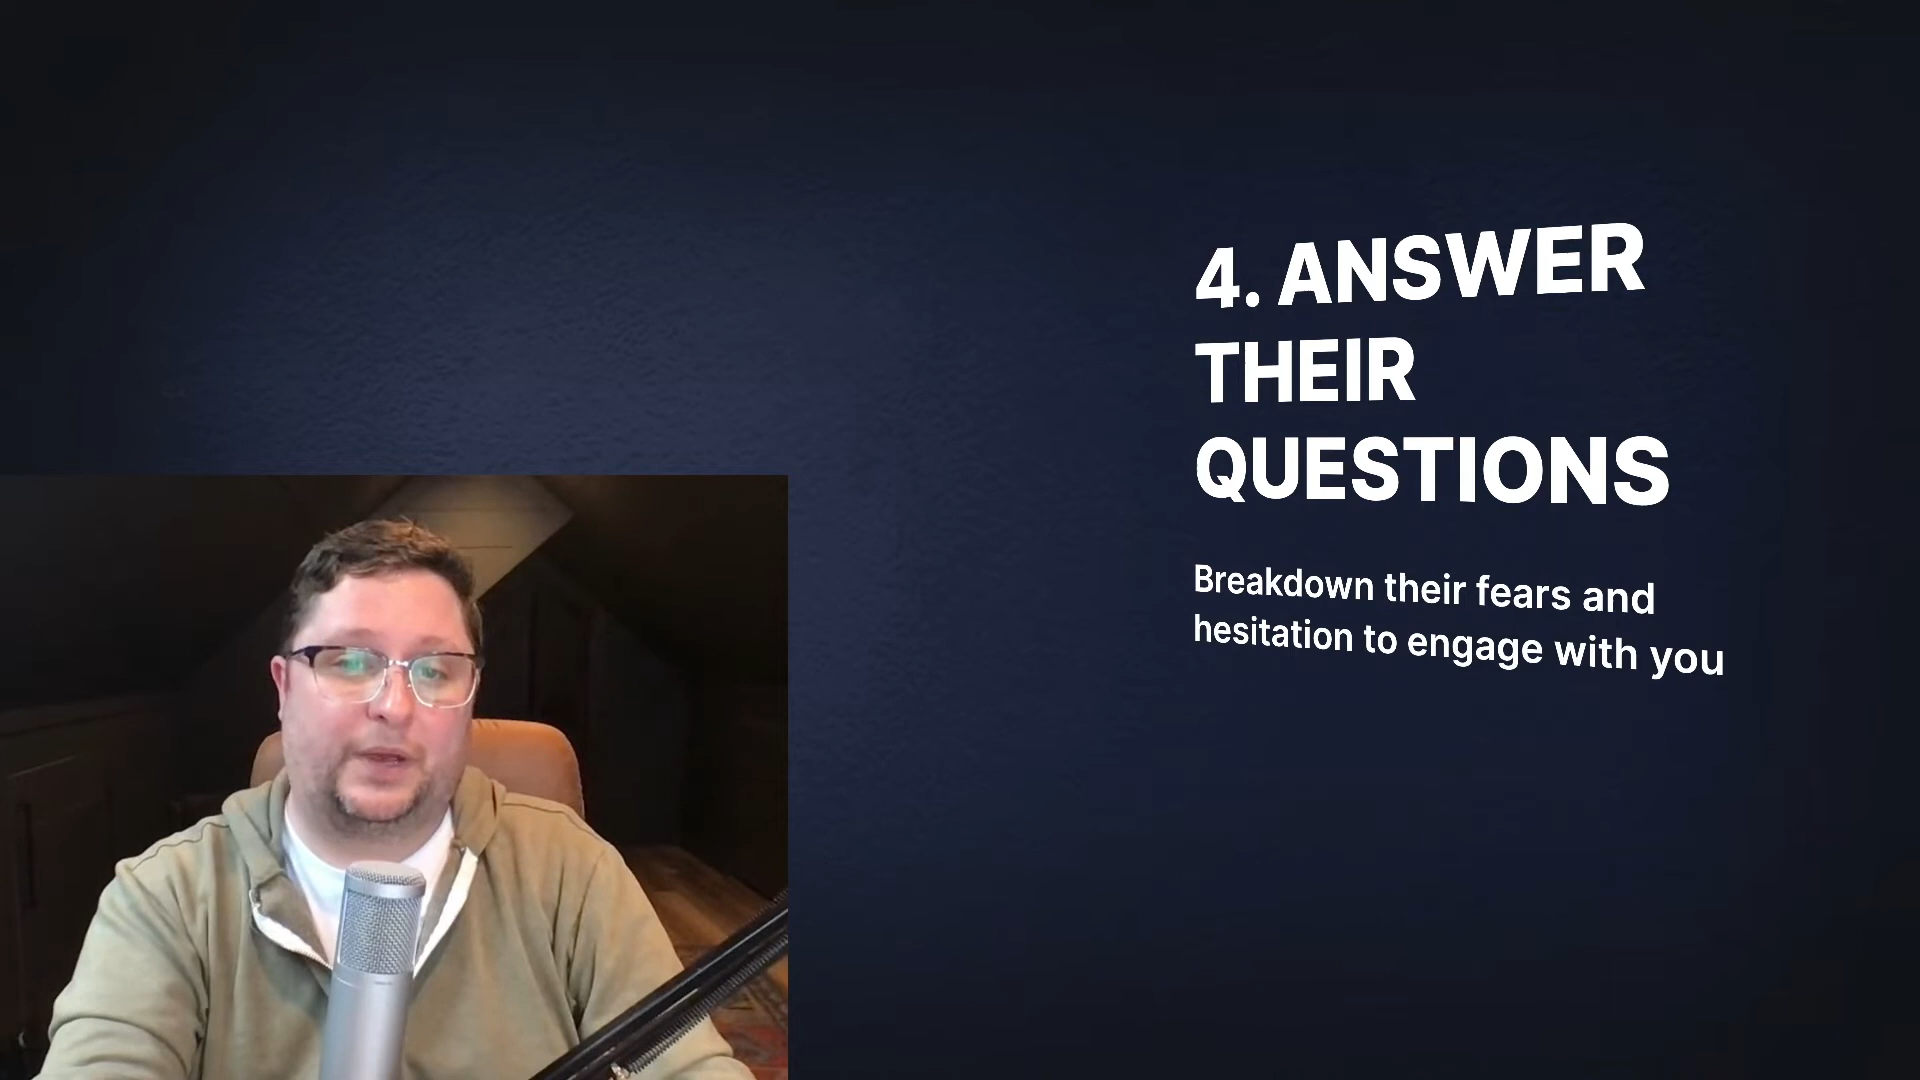 4. ANSWER
THEIR
QUESTIONS
Breakdown their fears and
hesitation to engage with you